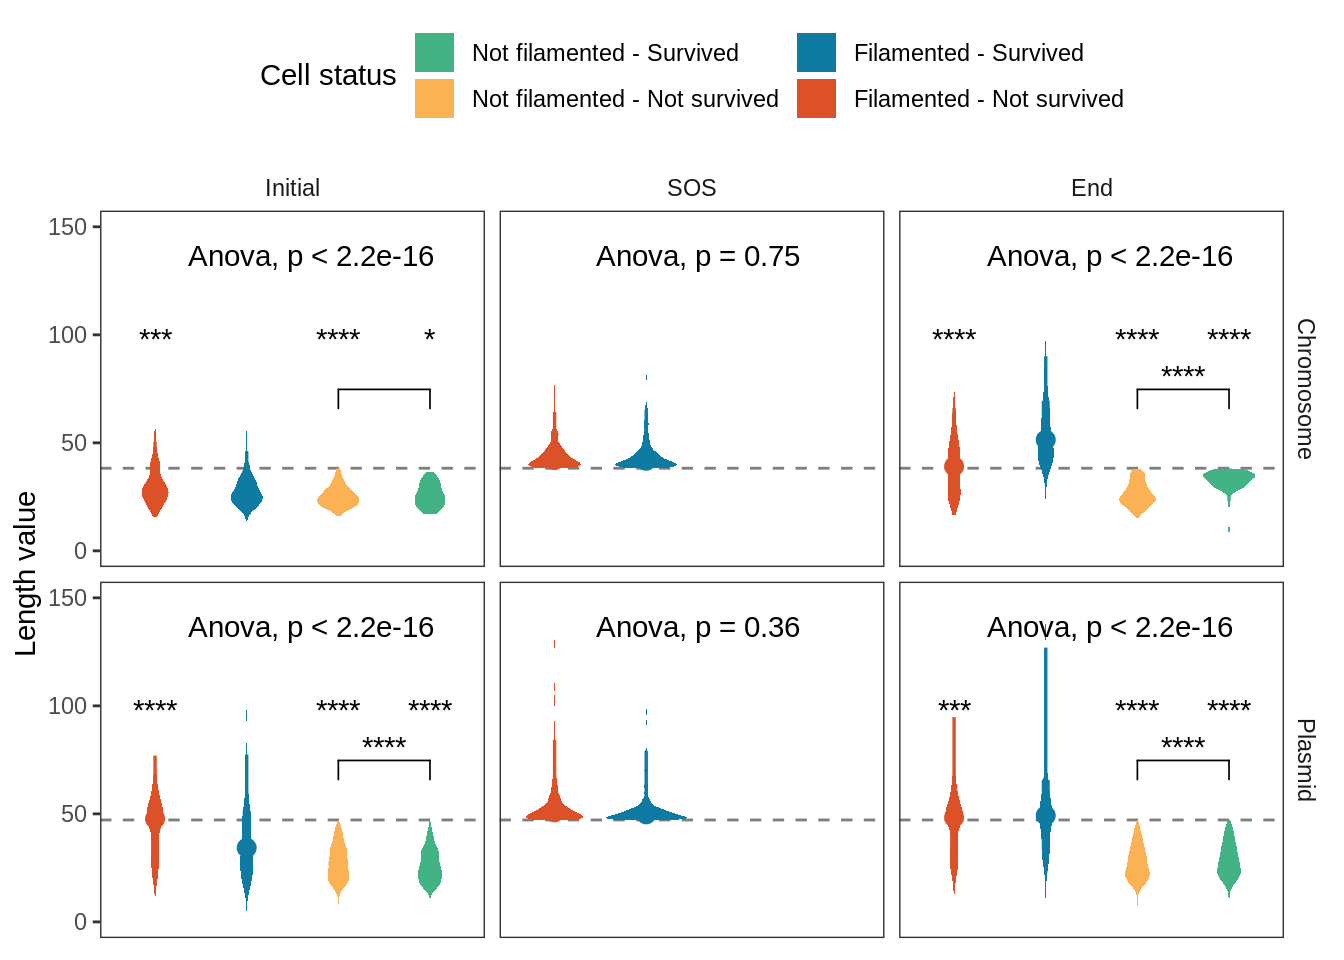 Cell status
Not filamented - Survived
Filamented - Survived
Not filamented - Not survived
Filamented - Not survived
Initial
SOS
End
Length value
150
100
50
0
Anova, p < 2.2e-16
*** **** *
Anova, p = 0.75
Anova, p < 2.2e-16
**** **** ****
****
Chromosome
150
100
50
0
Anova, p < 2.2e-16
**** **** ****
****
Anova, p = 0.36
Anova, p < 2.2e-16
*** **** ****
****
Plasmid